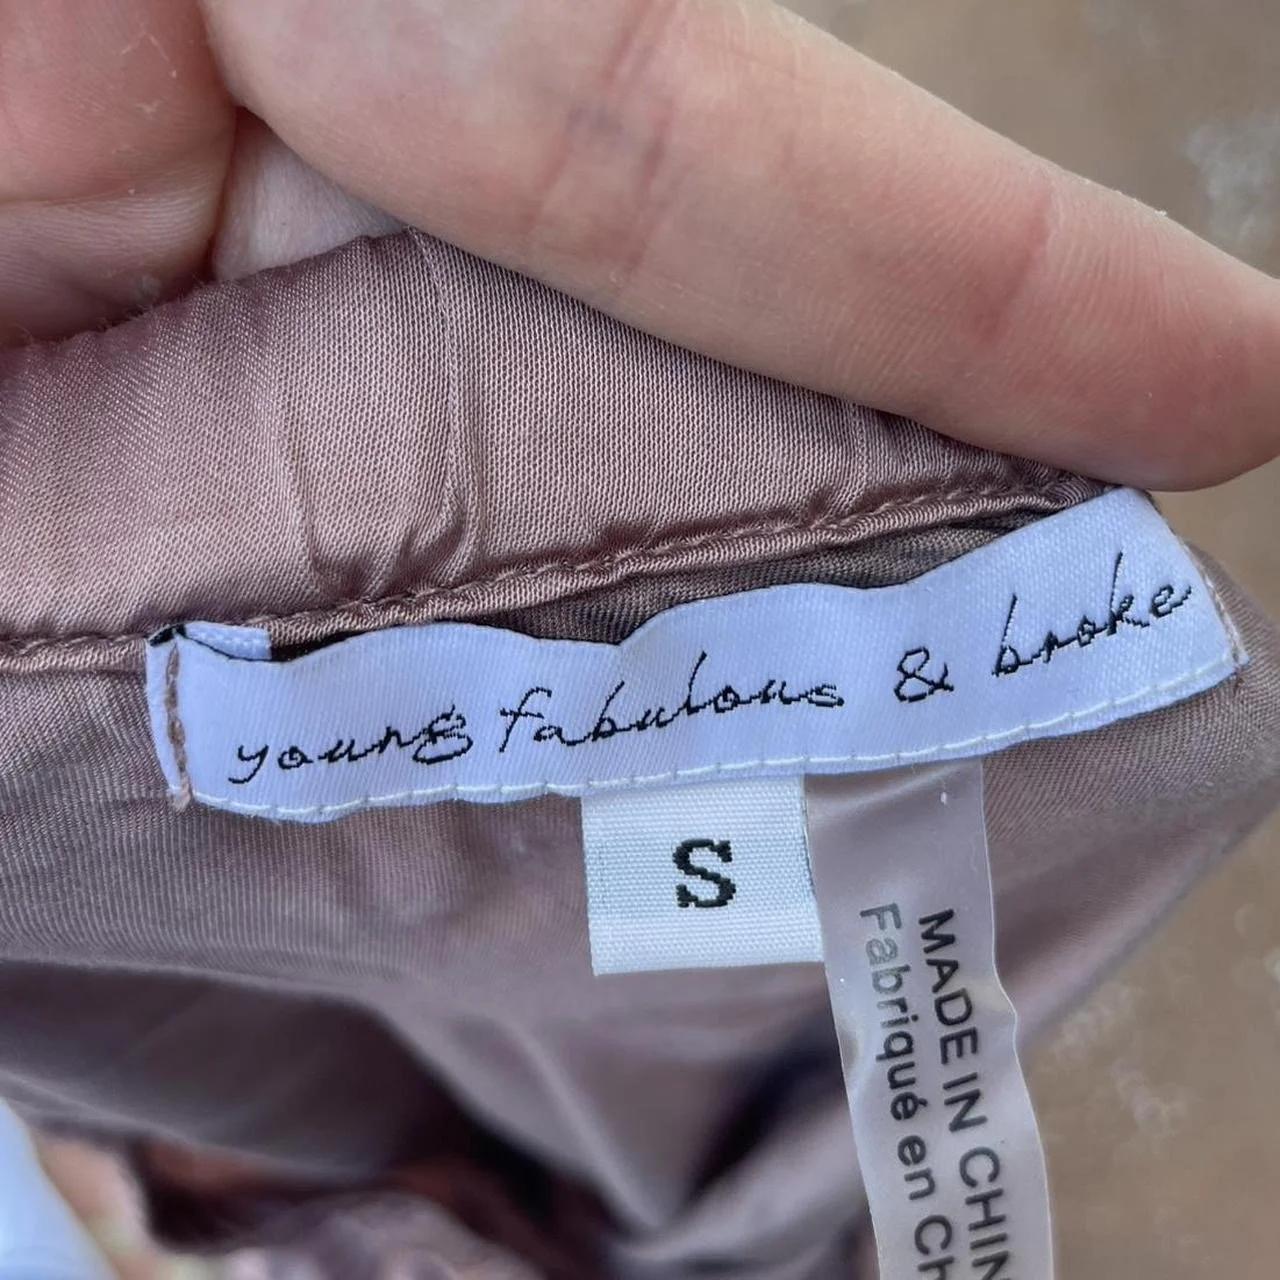 young fabulous & broke
S
MADE IN CHIN
Fabriqué en Ch